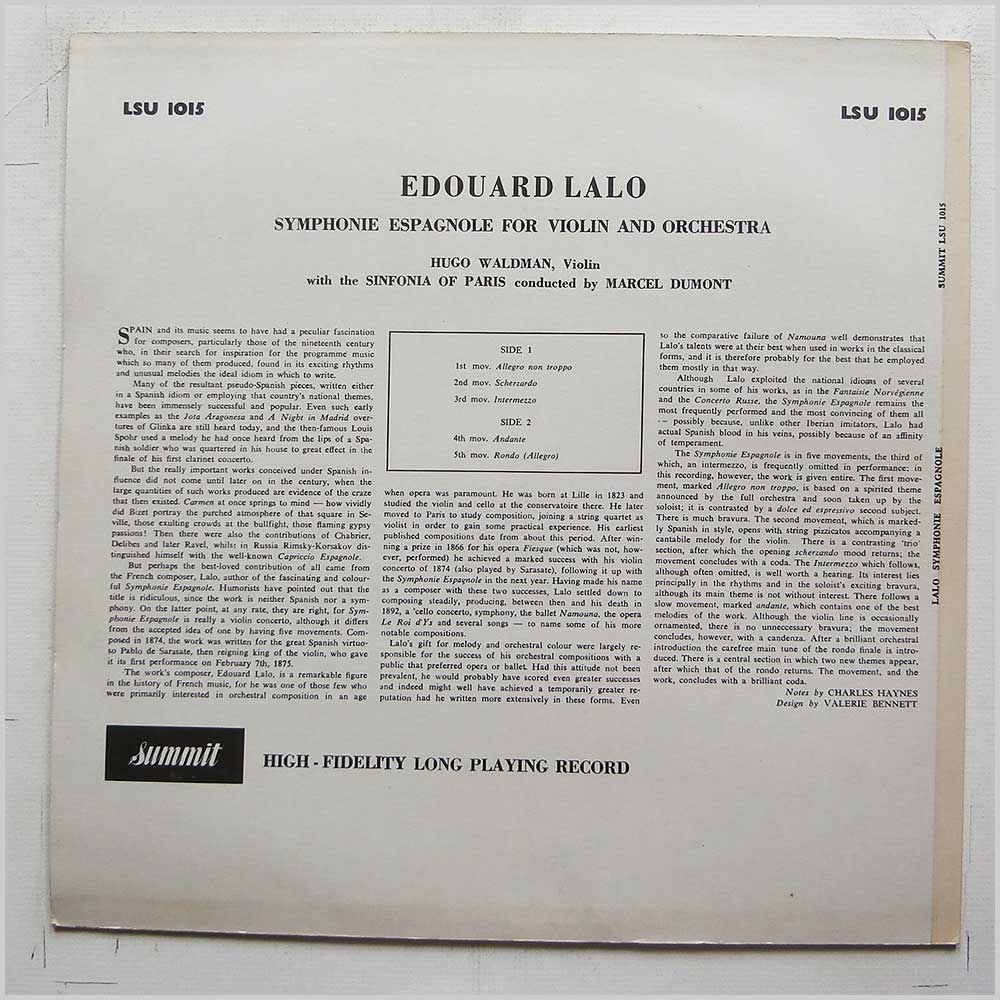 LSU 1015
LSU 1015
EDOUARD LALO
SYMPHONIE ESPAGNOLE FOR VIOLIN AND ORCHESTRA
HUGO WALDMAN, Violin
with the SINFONIA OF PARIS conducted by MARCEL DUMONT
SPAIN and its music seems to have had a peculiar fascination
for composers, particularly those of the nineteenth century
who, in their search for inspiration for the programme music
which so many of them produced, found in its exciting rhythms
and unusual melodies the ideal idiom in which to write.
Many of the resultant pseudo-Spanish pieces, written either
in a Spanish idiom or employing that country's national themes,
have been immensely successful and popular. Even such early
examples as the Jota Aragonesa and A Night in Madrid over-
tures of Glinka are still heard today, and the then-famous Louis
Spohr used a melody he had once heard from the lips of a Spa-
nish soldier who was quartered in his house to great effect in the
finale of his first clarinet concerto.
But the really important works conceived under Spanish in-
fluence did not come until later on in the century, when the
large quantities of such works produced are evidence of the craze
that then existed. Carmen at once springs to mind — how vividly
did Bizet portray the parched atmosphere of that square in Se-
ville, those exulting crowds at the bullfight, those flaming gypsy
passions! Then there were also the contributions of Chabrier,
Delibes and later Ravel, whilst in Russia Rimsky-Korsakov dis-
tinguished himself with the well-known Capriccio Espagnole.
But perhaps the best-loved contribution of all came from
the French composer, Lalo, author of the fascinating and colour-
ful Symphonie Espagnole. Humorists have pointed out that the
title is ridiculous, since the work is neither Spanish nor a sym-
phony. On the latter point, at any rate, they are right, for Sym-
phonie Espagnole is really a violin concerto, although it differs
from the accepted idea of one by having five movements. Com-
posed in 1874, the work was written for the great Spanish virtuo-
so Pablo de Sarasate, then reigning king of the violin, who gave
it its first performance on February 7th, 1875.
The work's composer, Edouard Lalo, is a remarkable figure
in the history of French music, for he was one of those few who
were primarily interested in orchestral composition in an age
SIDE 1
1st mov. Allegro non troppo
2nd mov. Scherzardo
3rd mov. Intermezzo
SIDE 2
4th mov. Andante
5th mov. Rondo (Allegro)
when opera was paramount. He was born at Lille in 1823 and
studied the violin and cello at the conservatoire there. He later
moved to Paris to study composition, joining a string quartet as
violist in order to gain some practical experience. His earliest
published compositions date from about this period. After win-
ning a prize in 1866 for his opera Fiesque (which was not, how-
ever, performed) he achieved a marked success with his violin
concerto of 1874 (also played by Sarasate), following it up with
the Symphonie Espagnole in the next year. Having made his name
as a composer with these two successes, Lalo settled down to
composing steadily, producing, between then and his death in
1892, a 'cello concerto, symphony, the ballet Namouna, the opera
Le Roi d'Ys and several songs — to name some of his more
notable compositions.
Lalo's gift for melody and orchestral colour were largely re-
sponsible for the success of his orchestral compositions with a
public that preferred opera or ballet. Had this attitude not been
prevalent, he would probably have scored even greater successes
and indeed might well have achieved a temporarily greater re-
putation had he written more extensively in these forms. Even
so the comparative failure of Namouna well demonstrates that
Lalo's talents were at their best when used in works in the classical
forms, and it is therefore probably for the best that he employed
them mostly in that way.
Although Lalo exploited the national idioms of several
countries in some of his works, as in the Fantaisie Norvégienne
and the Concerto Russe, the Symphonie Espagnole remains the
most frequently performed and the most convincing of them all
— possibly because, unlike other Iberian imitators, Lalo had
actual Spanish blood in his veins, possibly because of an affinity
of temperament.
The Symphonie Espagnole is in five movements, the third of
which, an intermezzo, is frequently omitted in performance; in
this recording, however, the work is given entire. The first move-
ment, marked Allegro non troppo, is based on a spirited theme
announced by the full orchestra and soon taken up by the
soloist; it is contrasted by a dolce ed espressivo second subject.
There is much bravura. The second movement, which is marked-
ly Spanish in style, opens with string pizzicatos accompanying a
cantabile melody for the violin. There is a contrasting 'trio'
section, after which the opening scherzando mood returns; the
movement concludes with a coda. The Intermezzo which follows,
although often omitted, is well worth a hearing. Its interest lies
principally in the rhythms and in the soloist's exciting bravura,
although its main theme is not without interest. There follows a
slow movement, marked andante, which contains one of the best
melodies of the work. Although the violin line is occasionally
ornamented, there is no unneccessary bravura; the movement
concludes, however, with a candenza. After a brilliant orchestral
introduction the carefree main tune of the rondo finale is intro-
duced. There is a central section in which two new themes appear,
after which that of the rondo returns. The movement, and the
work, concludes with a brilliant coda.
Notes by CHARLES HAYNES
Design by VALERIE BENNETT
SUMMIT LSU 1015
LALO SYMPHONIE ESPAGNOLE
summit
HIGH - FIDELITY LONG PLAYING RECORD